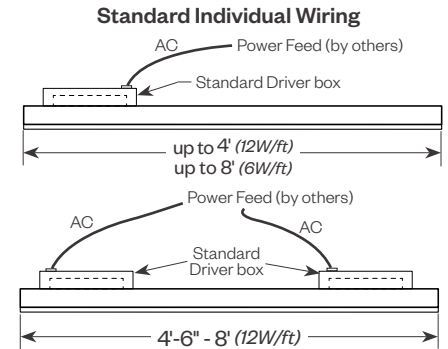 Standard Individual Wiring
AC
Power Feed (by others)
Standard Driver box
up to 4' (12W/ft)
up to 8' (6W/ft)
Power Feed (by others)
AC
AC
Standard
Driver box
4'-6" - 8' (12W/ft)